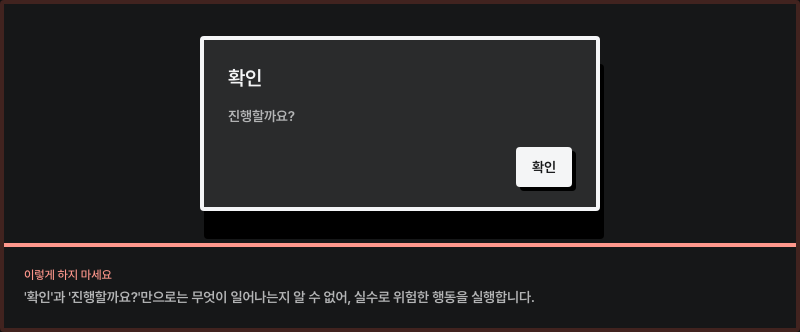 확인
진행할까요?
확인
이렇게 하지 마세요
'확인'과 '진행할까요?'만으로는 무엇이 일어나는지 알 수 없어, 실수로 위험한 행동을 실행합니다.